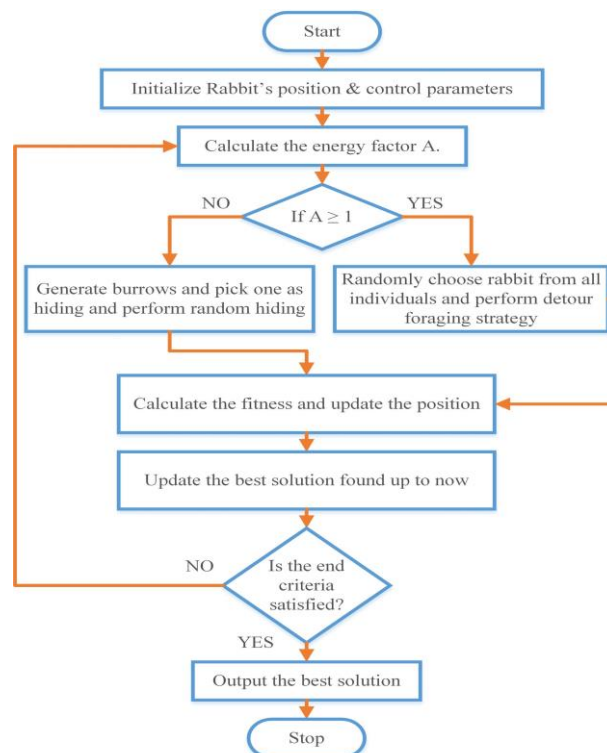 Start
Initialize Rabbit's position & control parameters
Calculate the energy factor A.
NO
If A ≥ 1
YES
Generate burrows and pick one as
hiding and perform random hiding
Randomly choose rabbit from all
individuals and perform detour
foraging strategy
Calculate the fitness and update the position
Update the best solution found up to now
NO
Is the end
criteria
satisfied?
YES
Output the best solution
Stop